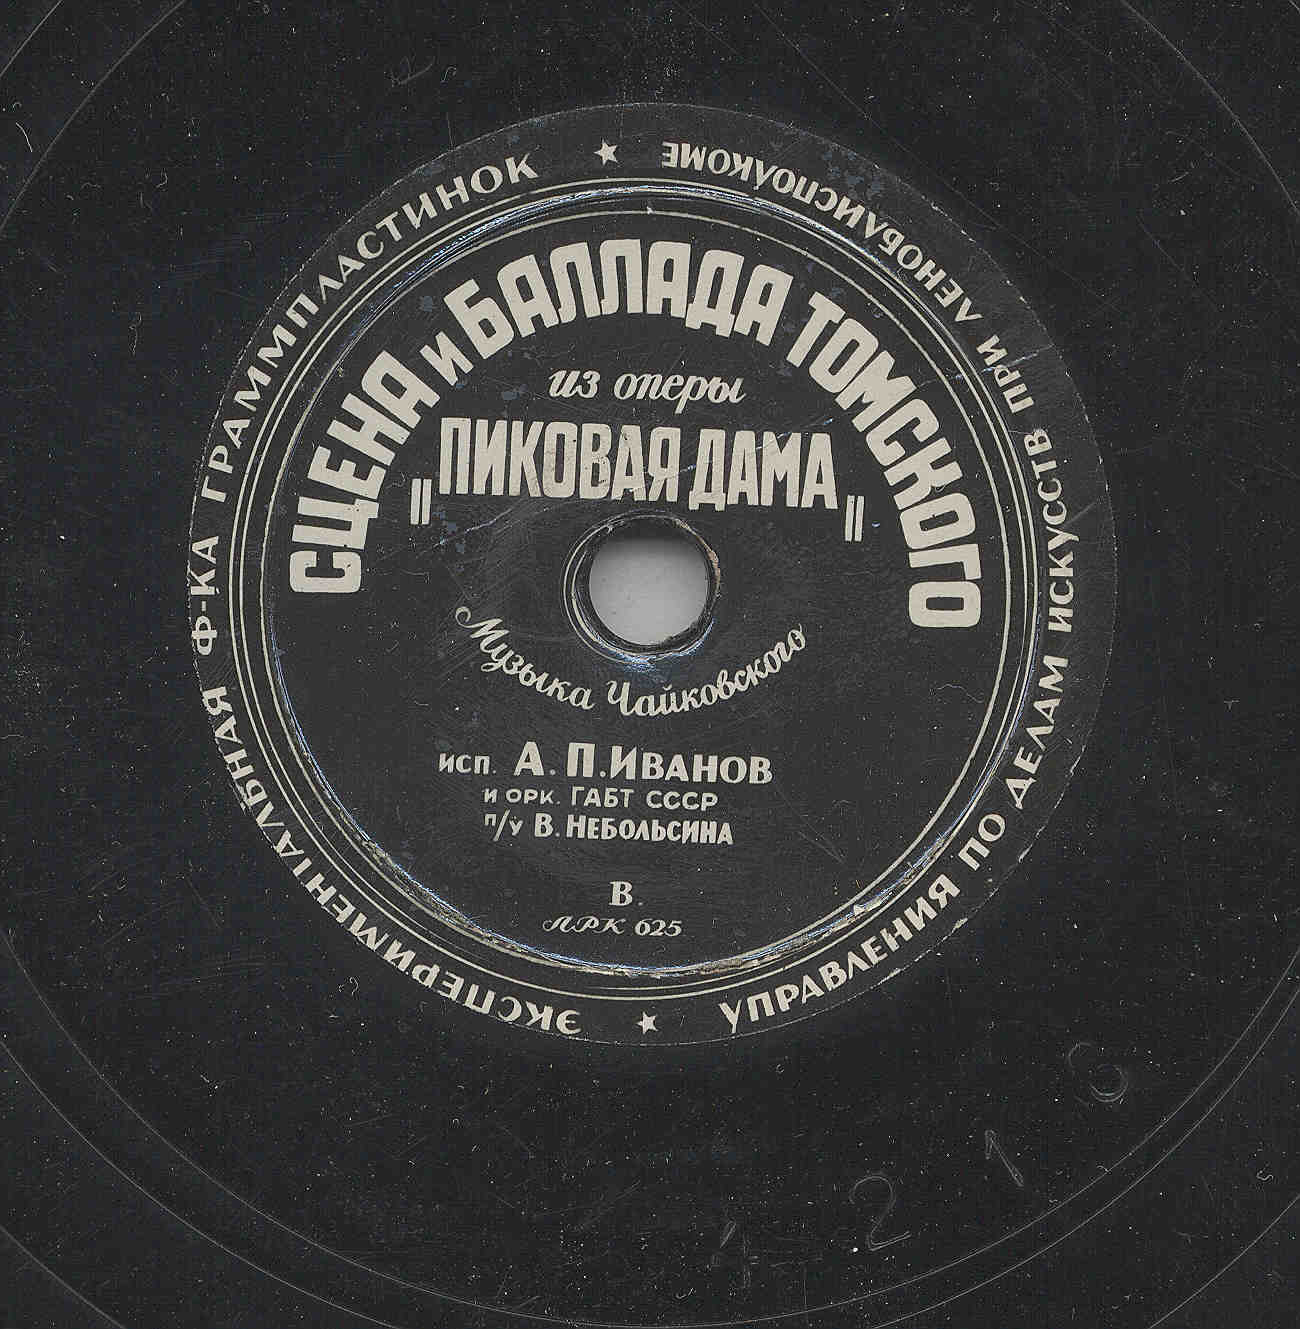 ЭКСПЕРИМЕНТАЛЬНАЯ Ф-КА ГРАММПЛАСТИНОК ★
УПРАВЛЕНИЯ ПО ДЕЛАМ ИСКУССТВ ПРИ ЛЕНОБЛИСПОЛКОМЕ ★
СЦЕНА и БАЛЛАДА ТОМСКОГО
из оперы
"ПИКОВАЯ ДАМА"
Музыка Чайковского
исп. А.П.ИВАНОВ
и орк. ГАБТ СССР
п/у В. НЕБОЛЬСИНА
В.
ЛРК 625